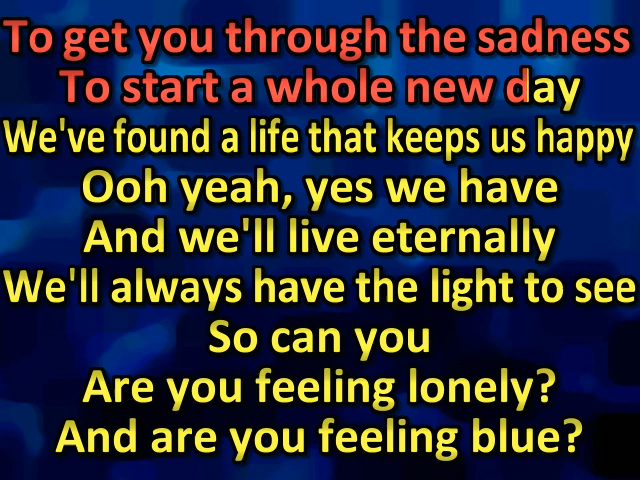 To get you through the sadness
To start a whole new day
We've found a life that keeps us happy
Ooh yeah, yes we have
And we'll live eternally
We'll always have the light to see
So can you
Are you feeling lonely?
And are you feeling blue?